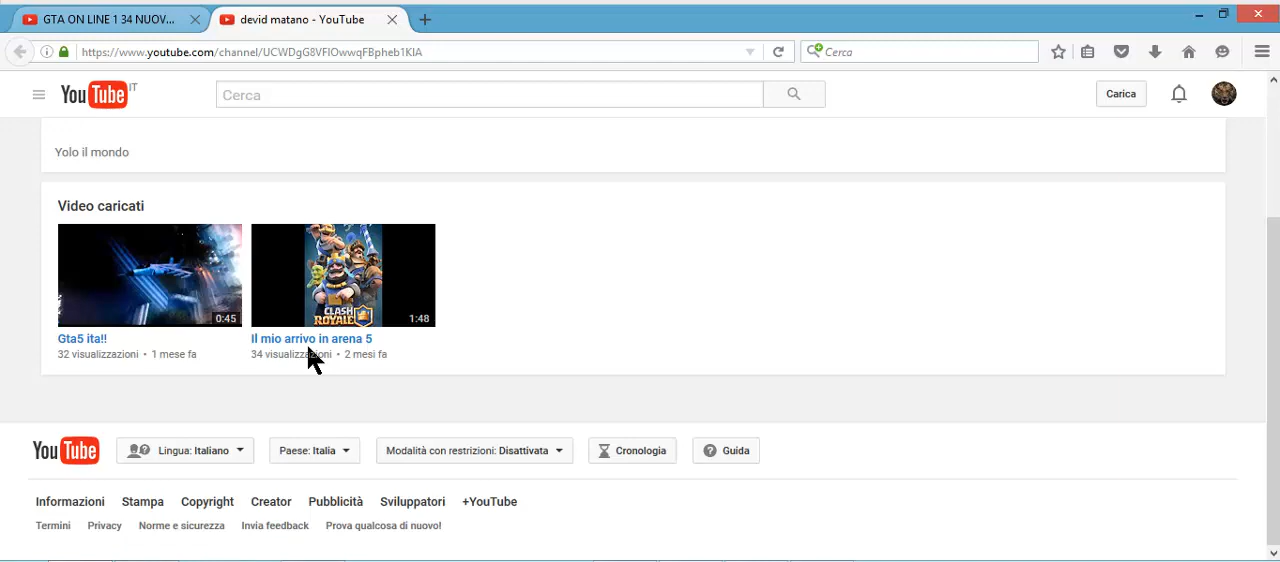 GTA ON LINE 1 34 NUOV...
devid matano - YouTube
https://www.youtube.com/channel/UCWDgG8VFIOwwqFBpheb1KIA
Cerca
YouTube IT
Cerca
Carica
Yolo il mondo
Video caricati
0:45
CLASH
ROYALE
1:48
Gta5 ita!!
Il mio arrivo in arena 5
32 visualizzazioni • 1 mese fa
34 visualizzazioni • 2 mesi fa
YouTube
Lingua: Italiano
Paese: Italia
Modalità con restrizioni: Disattivata
Cronologia
Guida
Informazioni Stampa Copyright Creator Pubblicità Sviluppatori +YouTube
Termini Privacy Norme e sicurezza Invia feedback Prova qualcosa di nuovo!